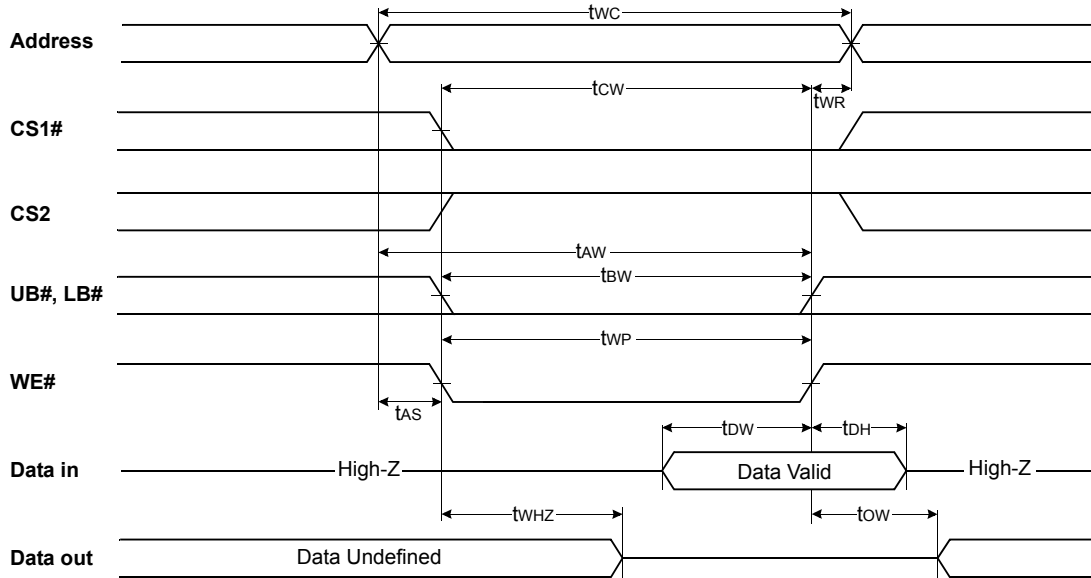 tWC
Address
tCW
tWR
CS1#
CS2
tAW
tBW
UB#, LB#
tWP
WE#
tAS
tDW
tDH
Data in
High-Z
Data Valid
High-Z
tWHZ
tOW
Data out
Data Undefined